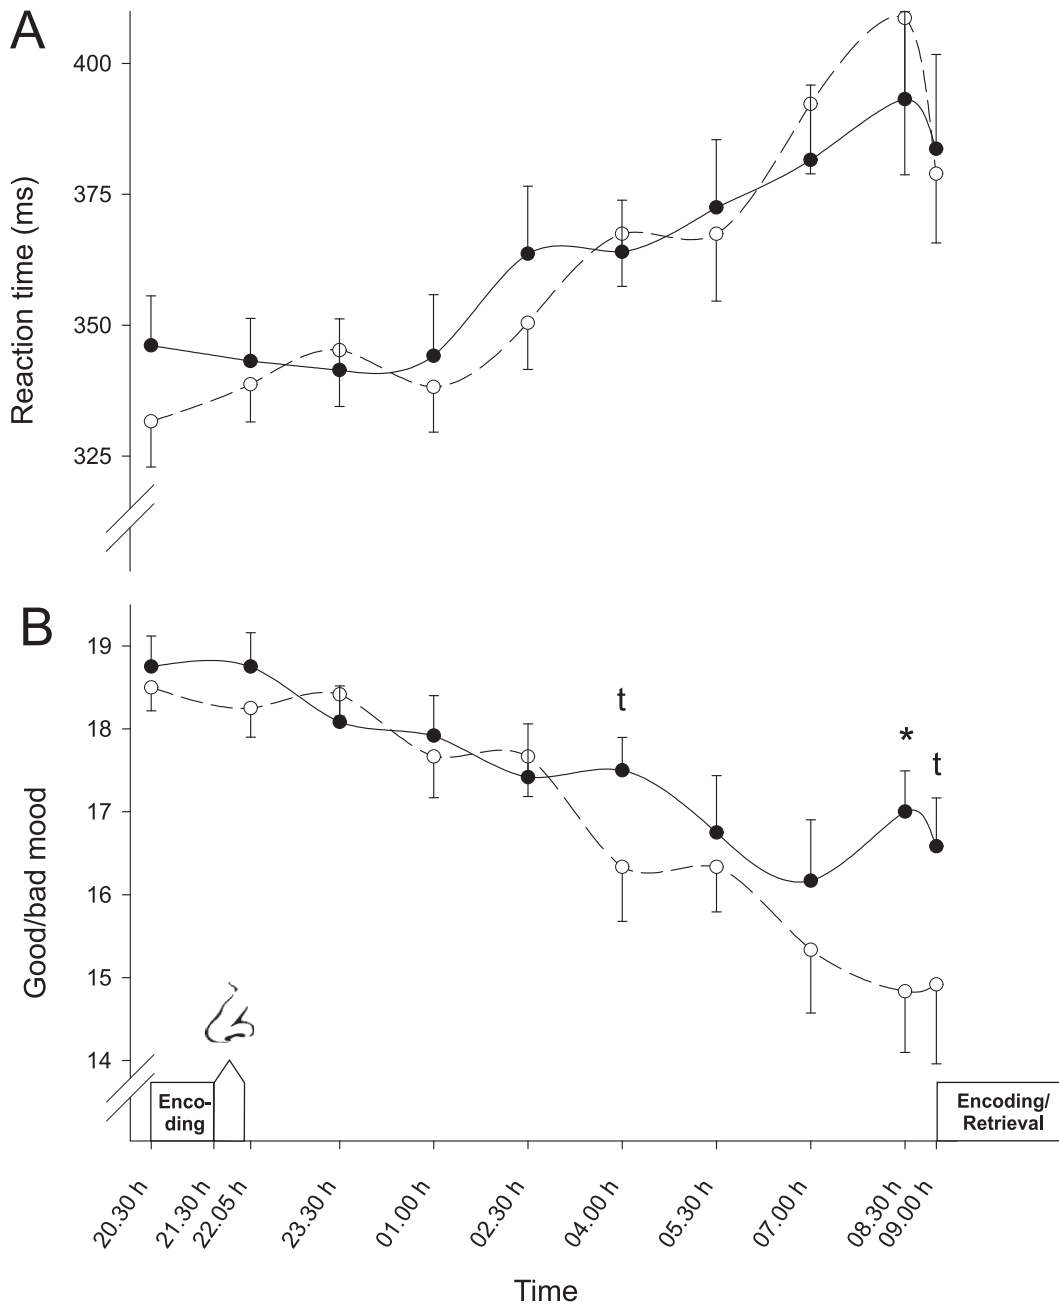 A
400
375
350
325
Reaction time (ms)
B
19
18
17
16
15
14
Good/bad mood
t
*
t
Enco-
ding
Encoding/
Retrieval
20.30 h
21.30 h
22.05 h
23.30 h
01.00 h
02.30 h
04.00 h
05.30 h
07.00 h
08.30 h
09.00 h
Time